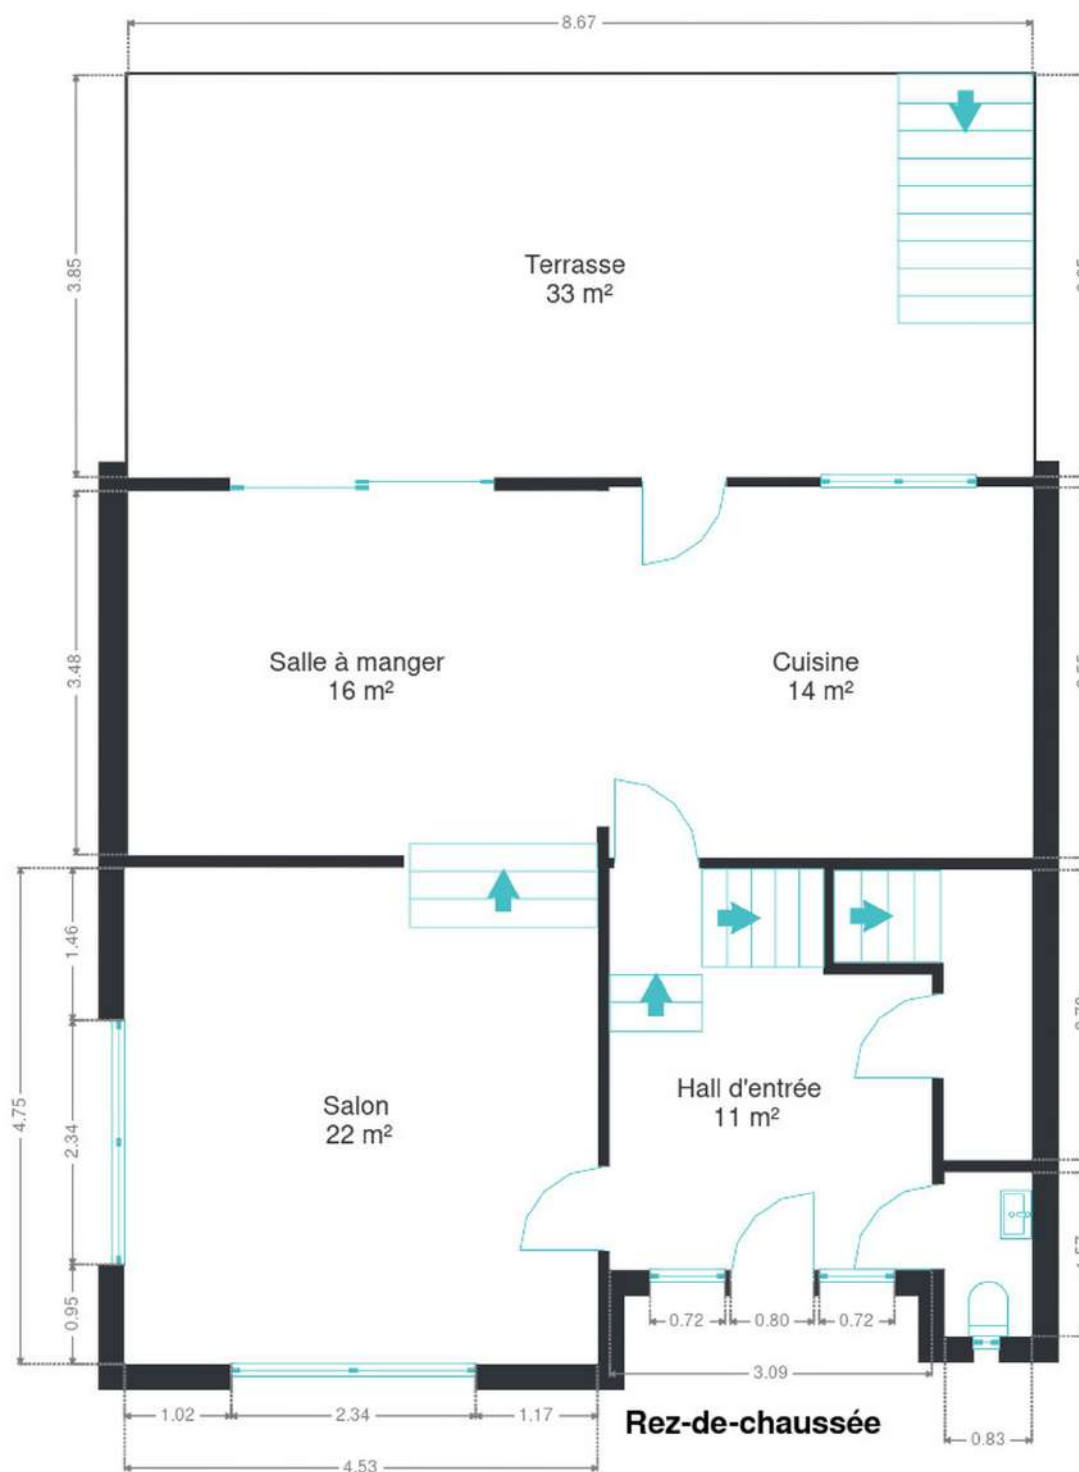 8.67
3.85
Terrasse
33 m²
3.48
Salle à manger
16 m²
Cuisine
14 m²
1.46
4.75
2.34
0.95
Salon
22 m²
Hall d'entrée
11 m²
0.72
0.80
0.72
3.09
1.02
2.34
1.17
Rez-de-chaussée
0.83
4.53